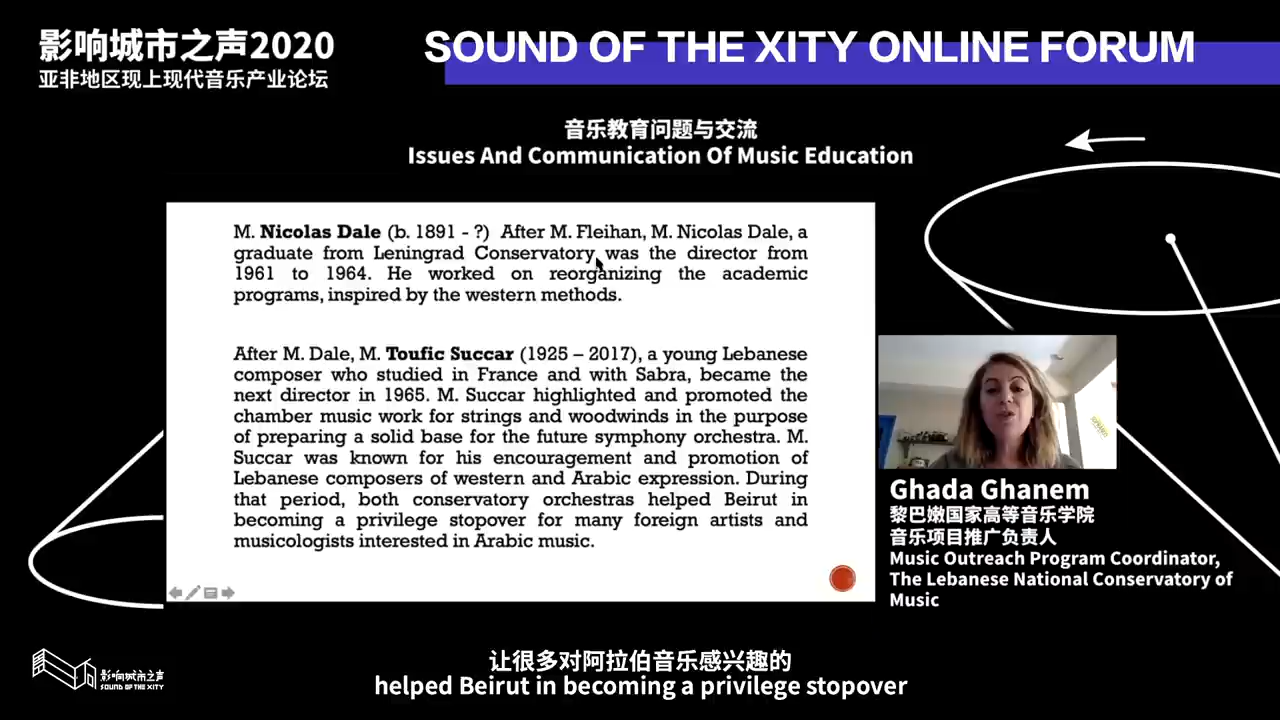 影响城市之声2020
亚非地区现上现代音乐产业论坛
SOUND OF THE XITY ONLINE FORUM
音乐教育问题与交流
Issues And Communication Of Music Education
M. Nicolas Dale (b. 1891 - ?) After M. Fleihan, M. Nicolas Dale, a
graduate from Leningrad Conservatory was the director from
1961 to 1964. He worked on reorganizing the academic
programs, inspired by the western methods.
After M. Dale, M. Toufic Succar (1925 – 2017), a young Lebanese
composer who studied in France and with Sabra, became the
next director in 1965. M. Succar highlighted and promoted the
chamber music work for strings and woodwinds in the purpose
of preparing a solid base for the future symphony orchestra. M.
Succar was known for his encouragement and promotion of
Lebanese composers of western and Arabic expression. During
that period, both conservatory orchestras helped Beirut in
becoming a privilege stopover for many foreign artists and
musicologists interested in Arabic music.
Ghada Ghanem
黎巴嫩国家高等音乐学院
音乐项目推广负责人
Music Outreach Program Coordinator,
The Lebanese National Conservatory of
Music
影响城市之声
SOUND OF THE XITY
让很多对阿拉伯音乐感兴趣的
helped Beirut in becoming a privilege stopover